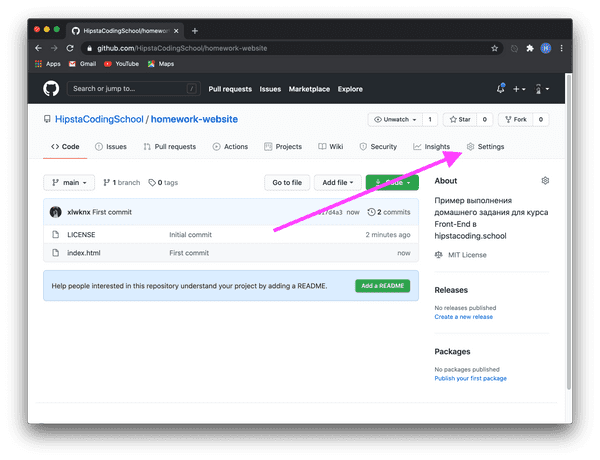 HipstaCodingSchool/homework
github.com/HipstaCodingSchool/homework-website
H
Apps
Gmail
YouTube
Maps
Search or jump to...
/
Pull requests
Issues
Marketplace
Explore
HipstaCodingSchool / homework-website
Unwatch
1
Star
0
Fork
0
Code
Issues
Pull requests
Actions
Projects
Wiki
Security
Insights
Settings
main
1 branch
0 tags
Go to file
Add file
Code
xlwknx First commit
now
2 commits
LICENSE
Initial commit
2 minutes ago
index.html
First commit
now
Help people interested in this repository understand your project by adding a README.
Add a README
About
Пример выполнения
домашнего задания для курса
Front-End в
hipstacoding.school
MIT License
Releases
No releases published
Create a new release
Packages
No packages published
Publish your first package